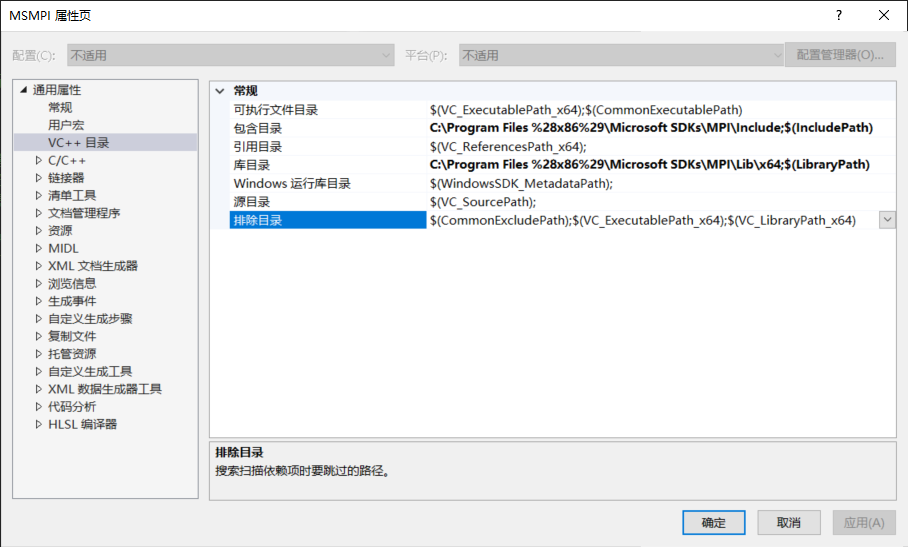 MSMPI 属性页
配置(C): 不适用 平台(P): 不适用 配置管理器(O)...
通用属性
常规
用户宏
VC++ 目录
C/C++
链接器
清单工具
文档管理程序
资源
MIDL
XML 文档生成器
浏览信息
生成事件
自定义生成步骤
复制文件
托管资源
自定义生成工具
XML 数据生成器工具
代码分析
HLSL 编译器
常规
可执行文件目录 $(VC_ExecutablePath_x64);$(CommonExecutablePath)
包含目录 C:\Program Files %28x86%29\Microsoft SDKs\MPI\Include;$(IncludePath)
引用目录 $(VC_ReferencesPath_x64);
库目录 C:\Program Files %28x86%29\Microsoft SDKs\MPI\Lib\x64;$(LibraryPath)
Windows 运行库目录 $(WindowsSDK_MetadataPath);
源目录 $(VC_SourcePath);
排除目录 $(CommonExcludePath);$(VC_ExecutablePath_x64);$(VC_LibraryPath_x64)
排除目录
搜索扫描依赖项时要跳过的路径。
确定 取消 应用(A)